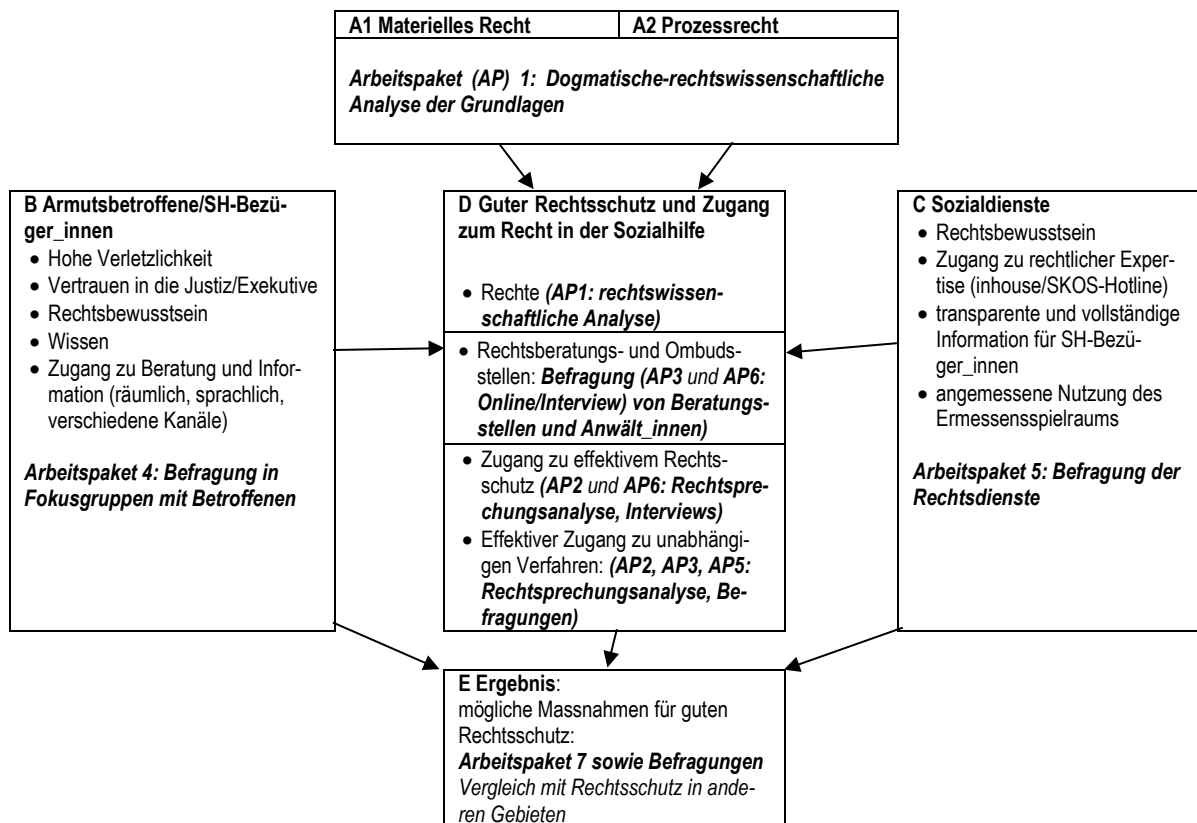 A1 Materielles Recht
A2 Prozessrecht
Arbeitspaket (AP) 1: Dogmatische-rechtswissenschaftliche
Analyse der Grundlagen
B Armutsbetroffene/SH-Bezü-
ger_innen
• Hohe Verletzlichkeit
• Vertrauen in die Justiz/Exekutive
• Rechtsbewusstsein
• Wissen
• Zugang zu Beratung und Infor-
mation (räumlich, sprachlich,
verschiedene Kanäle)
Arbeitspaket 4: Befragung in
Fokusgruppen mit Betroffenen
D Guter Rechtsschutz und Zugang
zum Recht in der Sozialhilfe
• Rechte (AP1: rechtswissen-
schaftliche Analyse)
• Rechtsberatungs- und Ombuds-
stellen: Befragung (AP3 und AP6:
Online/Interview) von Beratungs-
stellen und Anwält_innen)
• Zugang zu effektivem Rechts-
schutz (AP2 und AP6: Rechtspre-
chungsanalyse, Interviews)
• Effektiver Zugang zu unabhängi-
gen Verfahren: (AP2, AP3, AP5:
Rechtsprechungsanalyse, Be-
fragungen)
C Sozialdienste
• Rechtsbewusstsein
• Zugang zu rechtlicher Exper-
tise (inhouse/SKOS-Hotline)
• transparente und vollständige
Information für SH-Bezü-
ger_innen
• angemessene Nutzung des
Ermessensspielraums
Arbeitspaket 5: Befragung der
Rechtsdienste
E Ergebnis:
mögliche Massnahmen für guten
Rechtsschutz:
Arbeitspaket 7 sowie Befragungen
Vergleich mit Rechtsschutz in ande-
ren Gebieten